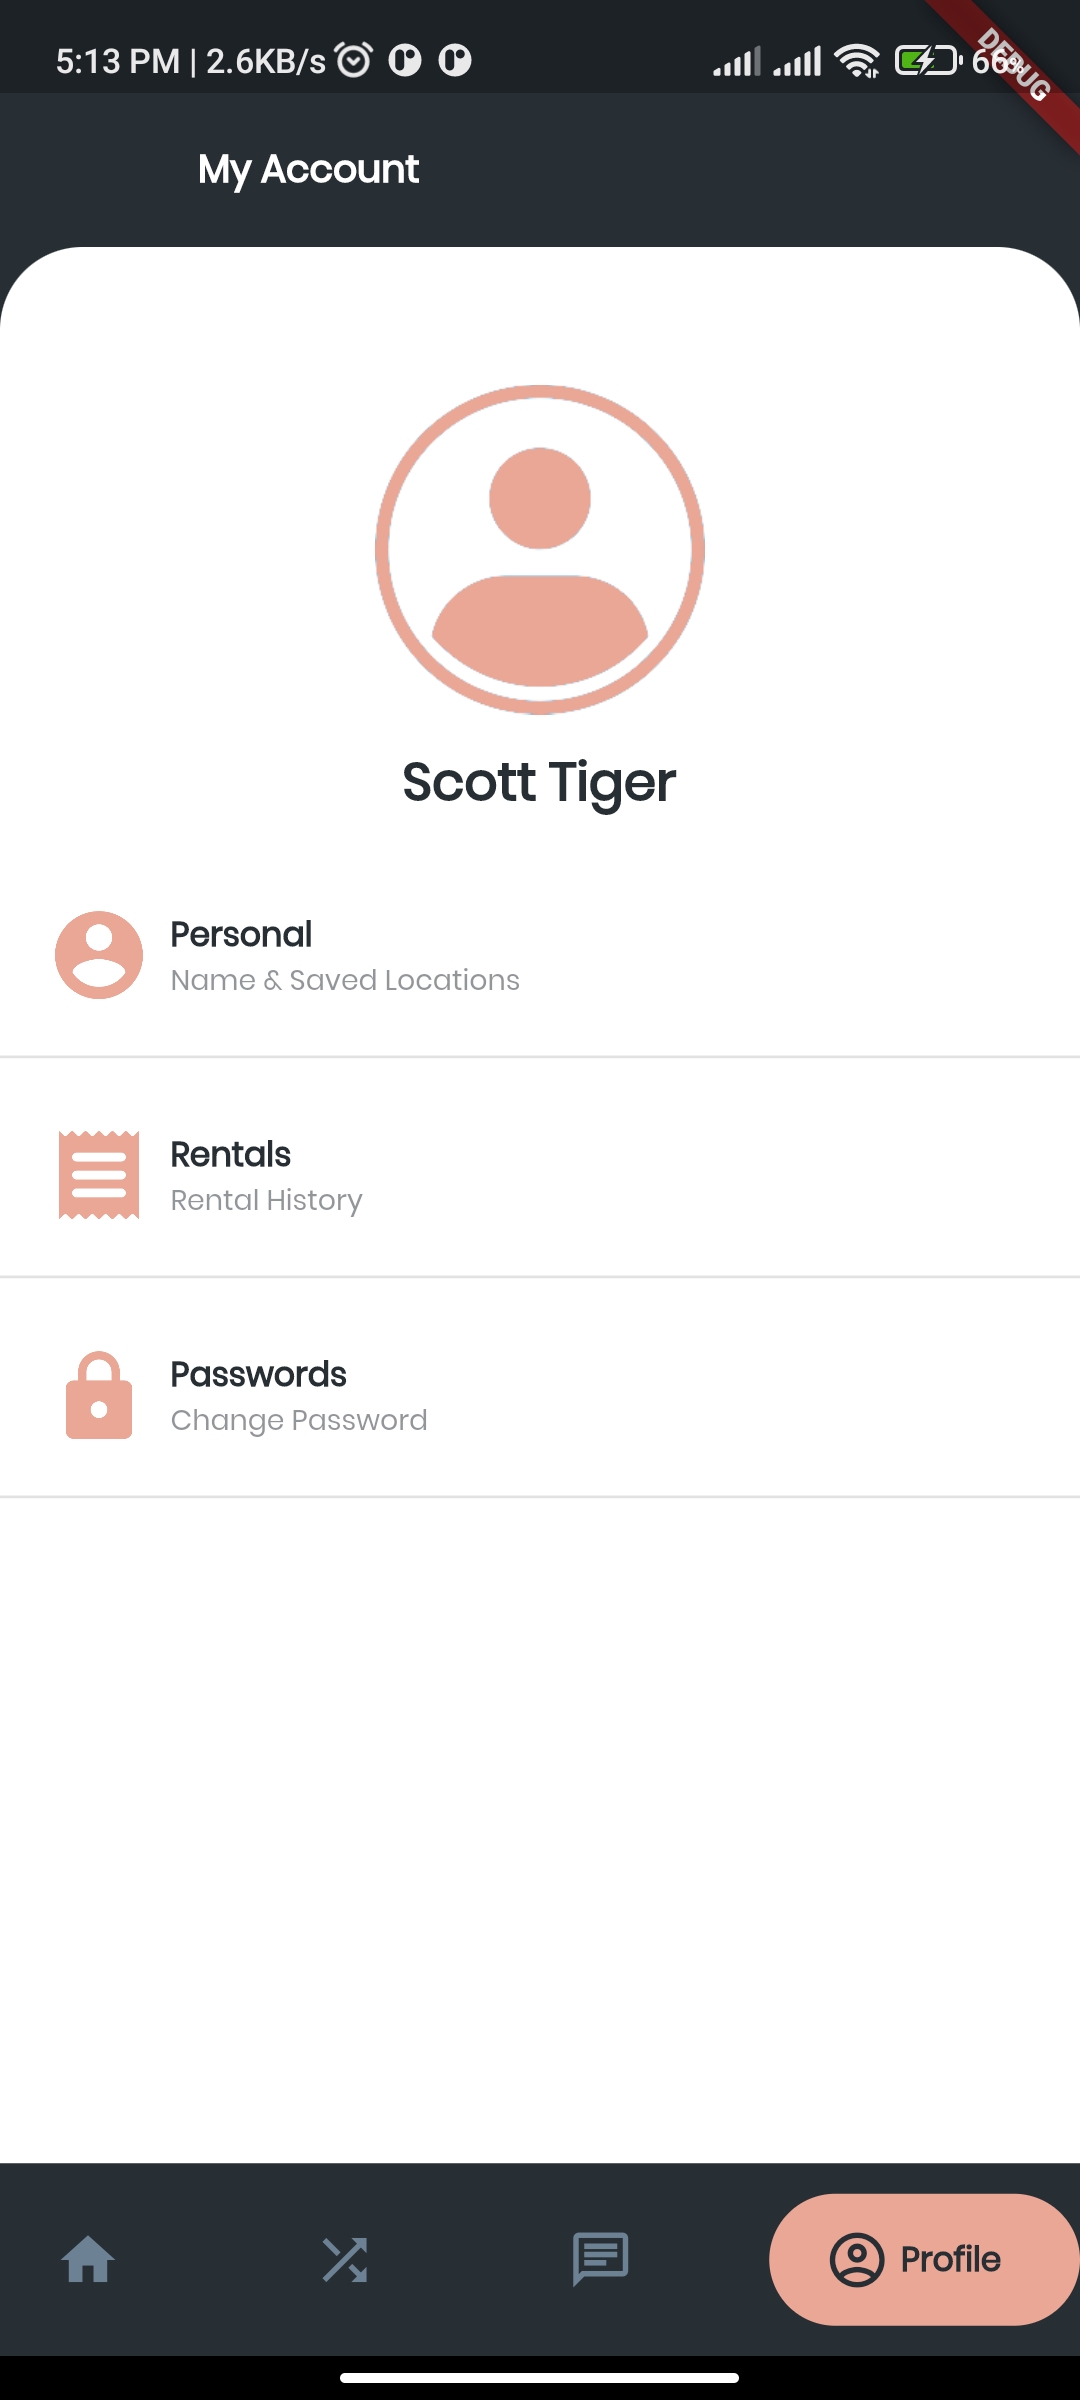 5:13 PM | 2.6KB/s
66%
DEBUG
My Account
Scott Tiger
Personal
Name & Saved Locations
Rentals
Rental History
Passwords
Change Password
Profile